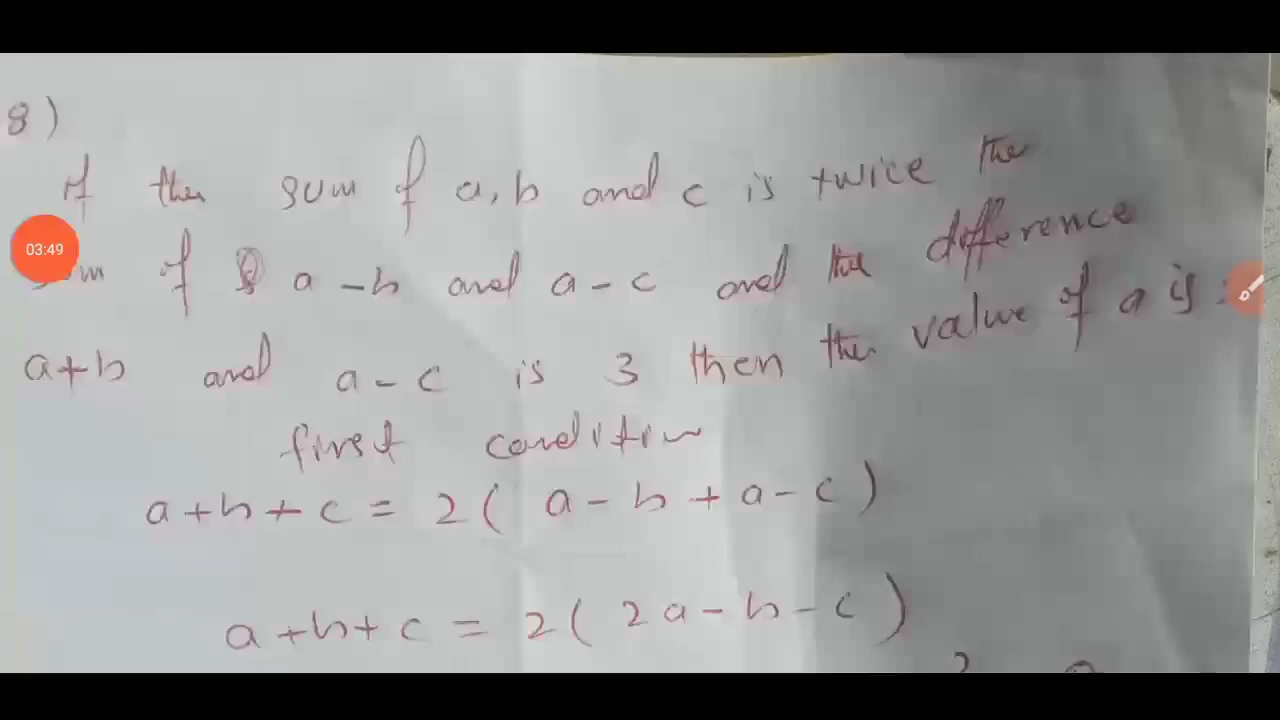 8)
If the sum of a, b and c is twice the
03:49
of a - b and a - c and the difference
a+b and a - c is 3 then the value of a is :
first condition
a + b + c = 2 ( a - b + a - c )
a + b + c = 2 ( 2a - b - c )